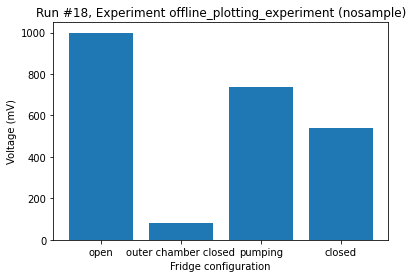 Run #18, Experiment offline_plotting_experiment (nosample)
1000
800
600
400
200
0
Voltage (mV)
open outer chamber closed pumping closed
Fridge configuration